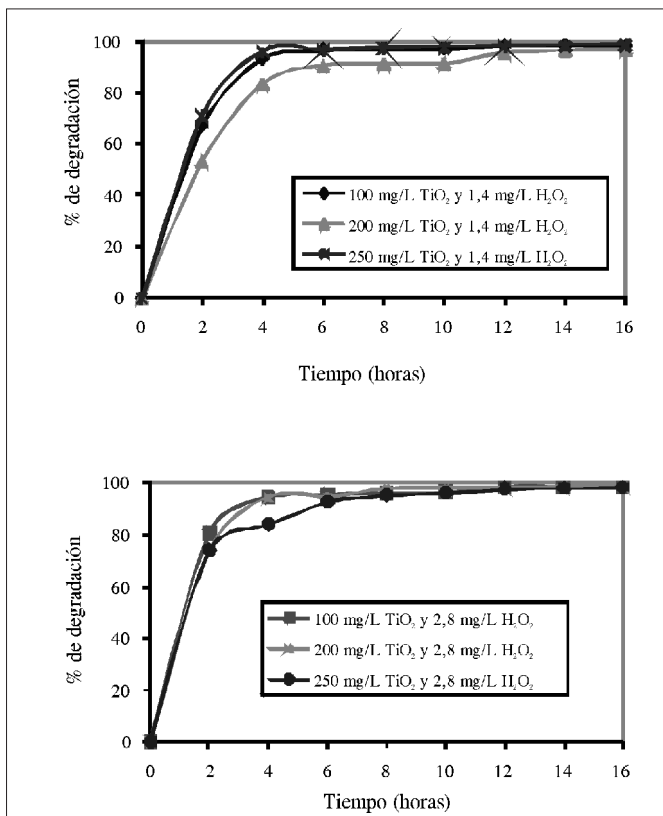 % de degradación
100
80
60
40
20
0
100 mg/L TiO₂ y 1,4 mg/L H₂O₂
200 mg/L TiO₂ y 1,4 mg/L H₂O₂
250 mg/L TiO₂ y 1,4 mg/L H₂O₂
0 2 4 6 8 10 12 14 16
Tiempo (horas)
% de degradación
100
80
60
40
20
0
100 mg/L TiO₂ y 2,8 mg/L H₂O₂
200 mg/L TiO₂ y 2,8 mg/L H₂O₂
250 mg/L TiO₂ y 2,8 mg/L H₂O₂
0 2 4 6 8 10 12 14 16
Tiempo (horas)